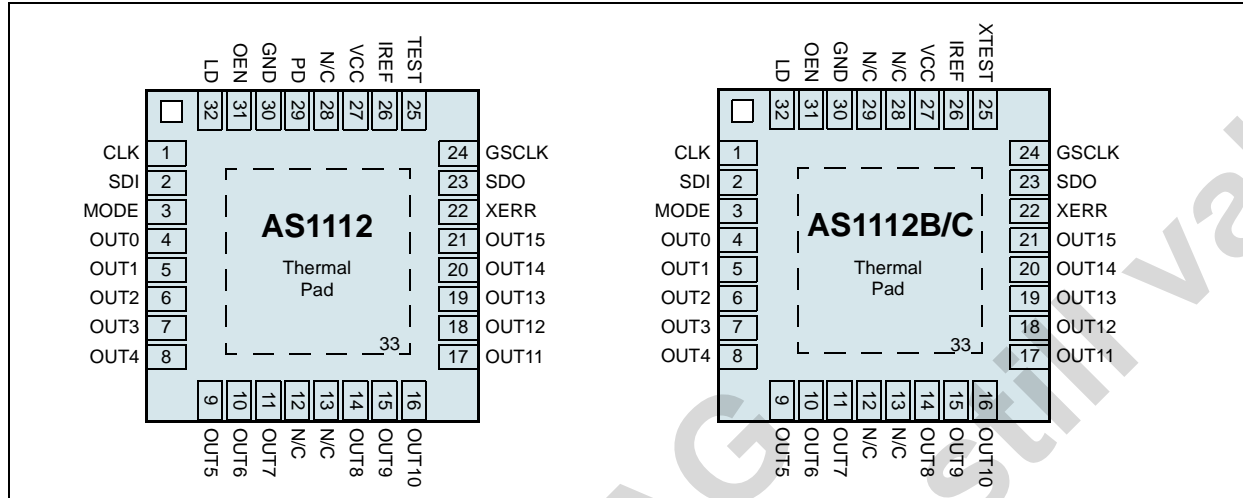 LD OEN GND PD N/C VCC IREF TEST
32 31 30 29 28 27 26 25
CLK 1
SDI 2
MODE 3
OUT0 4
OUT1 5
OUT2 6
OUT3 7
OUT4 8
AS1112
Thermal
Pad
33
24 GSCLK
23 SDO
22 XERR
21 OUT15
20 OUT14
19 OUT13
18 OUT12
17 OUT11
9 10 11 12 13 14 15 16
OUT5 OUT6 OUT7 N/C N/C OUT8 OUT9 OUT10
LD OEN GND N/C N/C VCC IREF XTEST
32 31 30 29 28 27 26 25
CLK 1
SDI 2
MODE 3
OUT0 4
OUT1 5
OUT2 6
OUT3 7
OUT4 8
AS1112B/C
Thermal
Pad
33
24 GSCLK
23 SDO
22 XERR
21 OUT15
20 OUT14
19 OUT13
18 OUT12
17 OUT11
9 10 11 12 13 14 15 16
OUT5 OUT6 OUT7 N/C N/C OUT8 OUT9 OUT10
G
still va